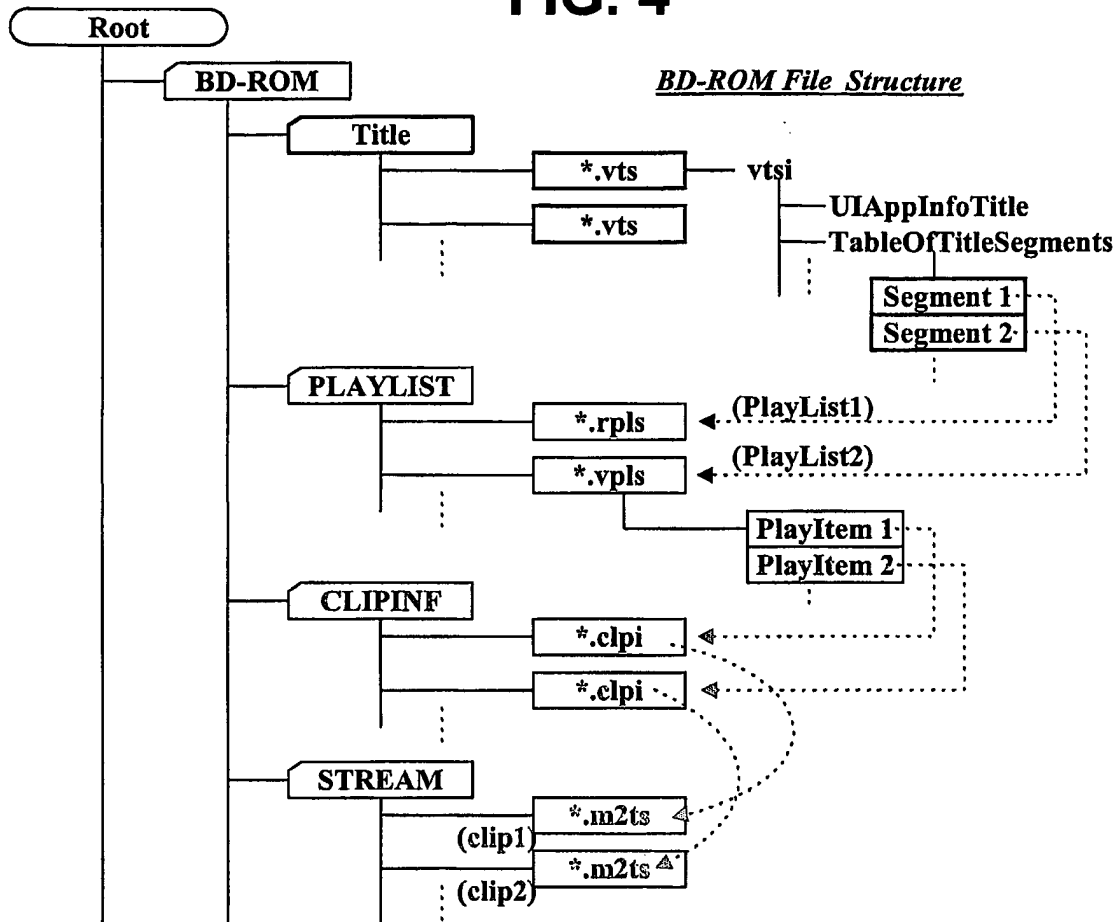 FIG. 4
Root
BD-ROM
BD-ROM File Structure
Title
*.vts
vtsi
*.vts
UIAppInfoTitle
TableOfTitleSegments
Segment 1
Segment 2
PLAYLIST
*.rpls
(PlayList1)
*.vpls
(PlayList2)
PlayItem 1
PlayItem 2
CLIPINF
*.clpi
*.clpi
STREAM
*.m2ts
(clip1)
*.m2ts
(clip2)